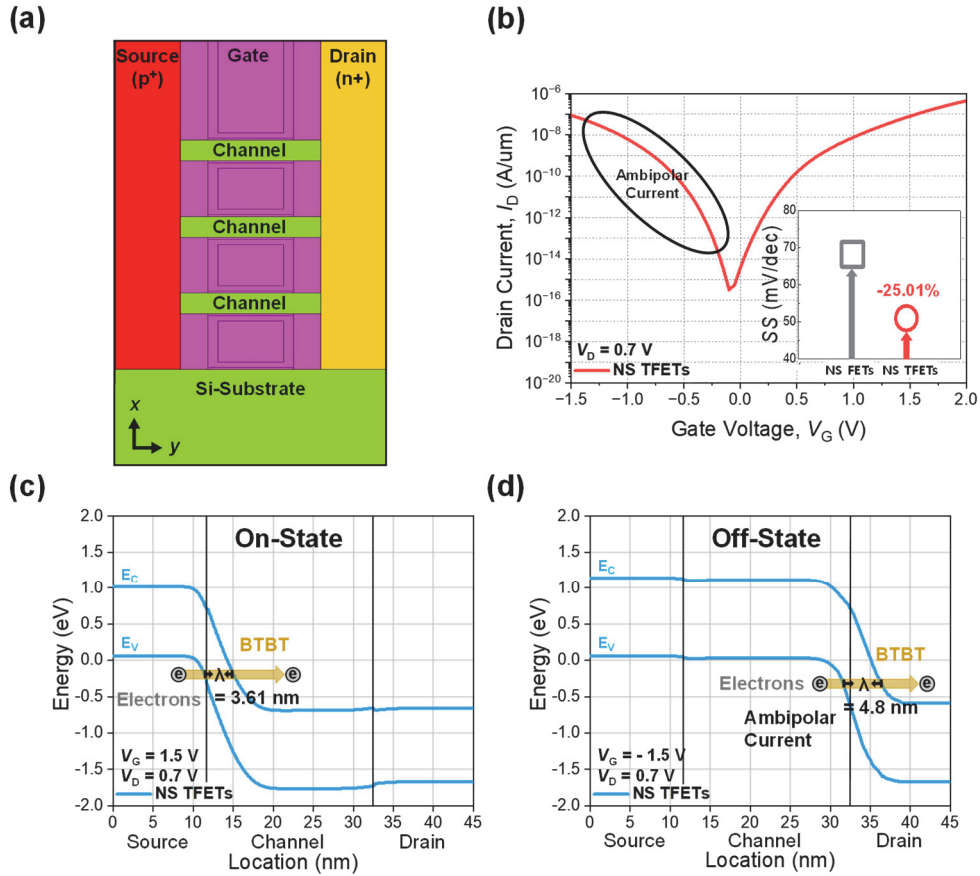 (a)
Source
(p+)
Gate
Drain
(n+)
Channel
Channel
Channel
Si-Substrate
x
y
(b)
Drain Current, ID (A/um)
10-6
10-8
10-10
10-12
10-14
10-16
10-18
10-20
Ambipolar
Current
VD = 0.7 V
NS TFETs
SS (mV/dec)
80
70
60
50
40
-25.01%
NS FETs NS TFETs
-1.5 -1.0 -0.5 0.0 0.5 1.0 1.5 2.0
Gate Voltage, VG (V)
(c)
On-State
Energy (eV)
2.0
1.5
1.0
0.5
0.0
-0.5
-1.0
-1.5
-2.0
EC
EV
BTBT
e λ e
Electrons = 3.61 nm
VG = 1.5 V
VD = 0.7 V
NS TFETs
0 5 10 15 20 25 30 35 40 45
Source Channel Drain
Location (nm)
(d)
Off-State
Energy (eV)
2.0
1.5
1.0
0.5
0.0
-0.5
-1.0
-1.5
-2.0
EC
EV
BTBT
Electrons e λ e
= 4.8 nm
Ambipolar
Current
VG = - 1.5 V
VD = 0.7 V
NS TFETs
0 5 10 15 20 25 30 35 40 45
Source Channel Drain
Location (nm)